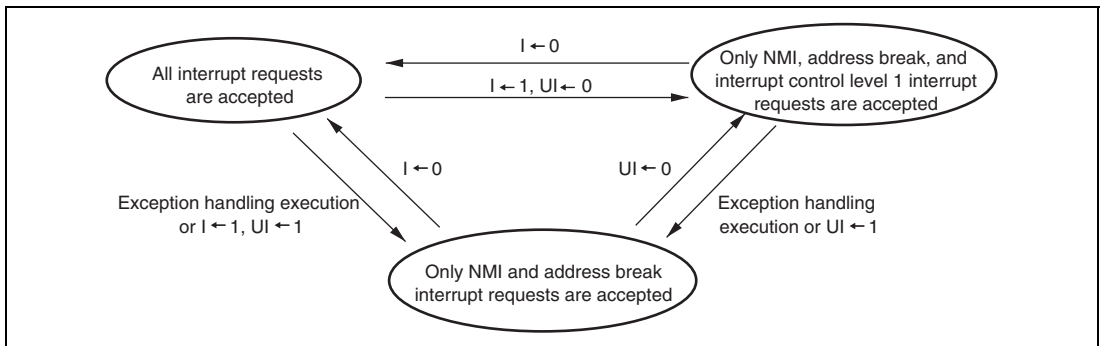 I ← 0
All interrupt requests
are accepted
Only NMI, address break, and
interrupt control level 1 interrupt
requests are accepted
I ← 1, UI ← 0
I ← 0
UI ← 0
Exception handling execution
or I ← 1, UI ← 1
Exception handling
execution or UI ← 1
Only NMI and address break
interrupt requests are accepted